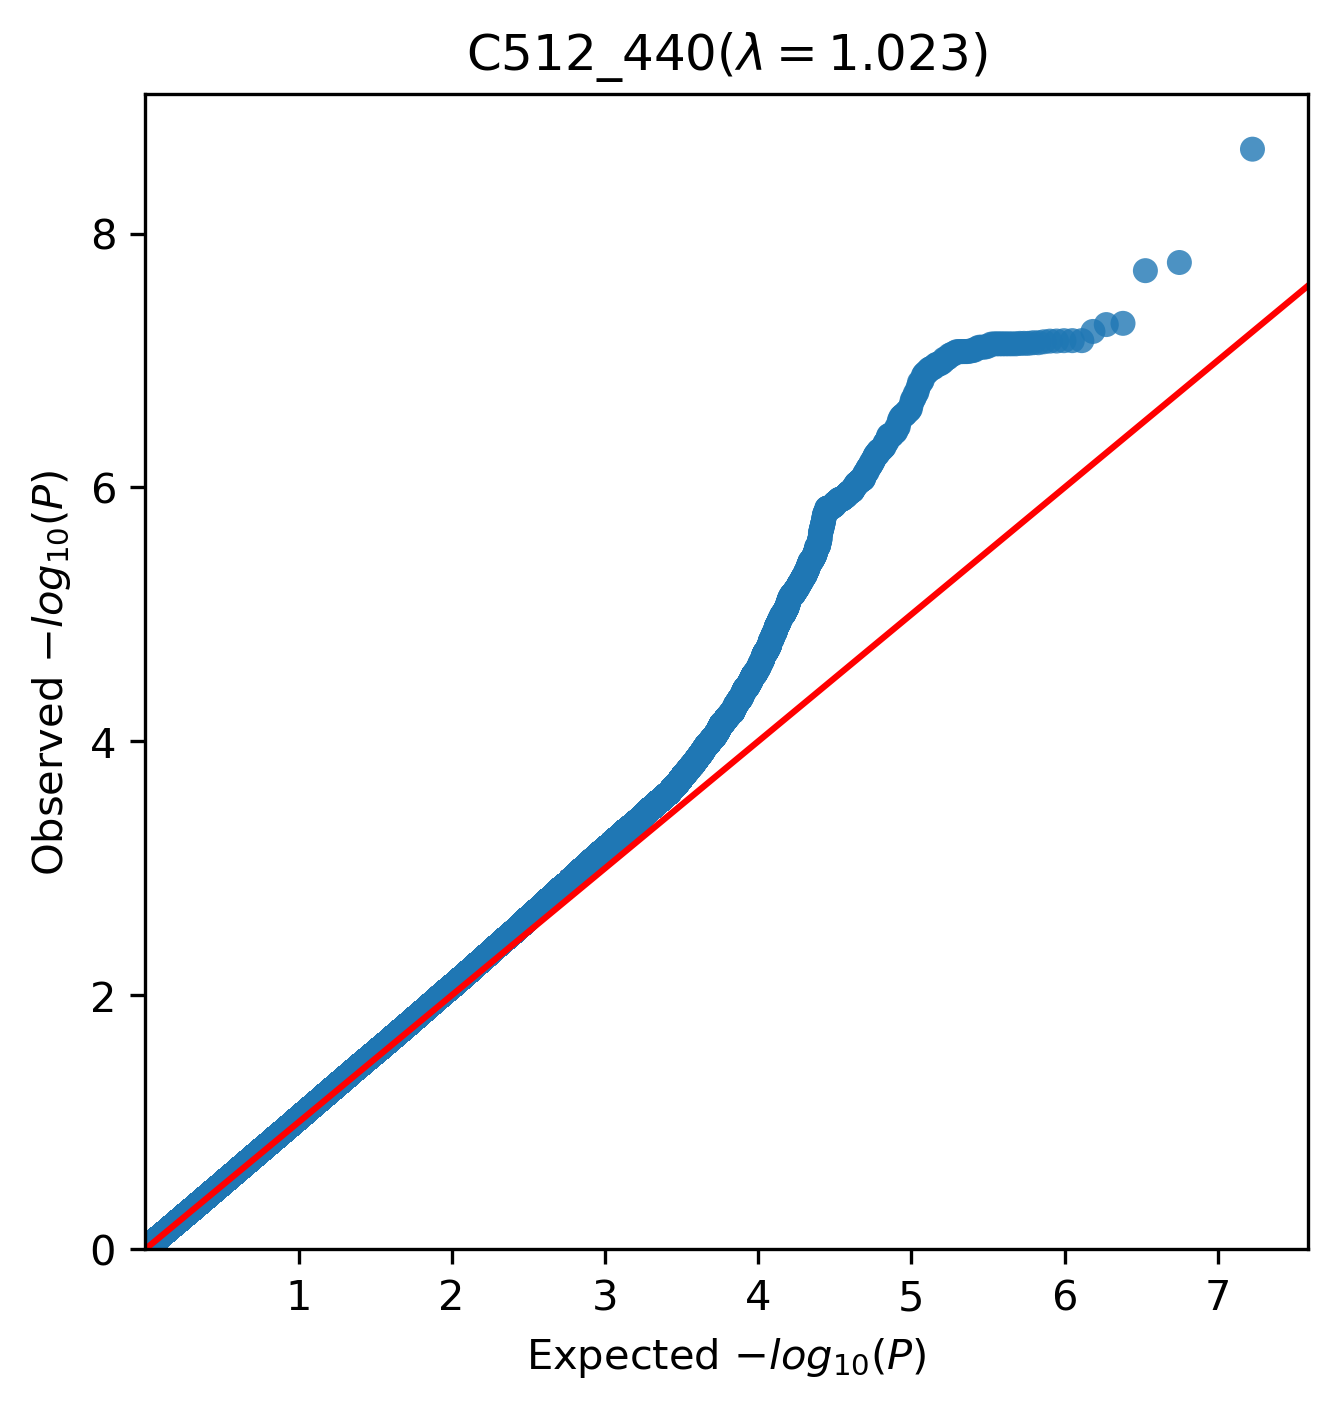 C512_440(λ = 1.023)
Observed −log₁₀(P)
8
6
4
2
0
1 2 3 4 5 6 7
Expected −log₁₀(P)